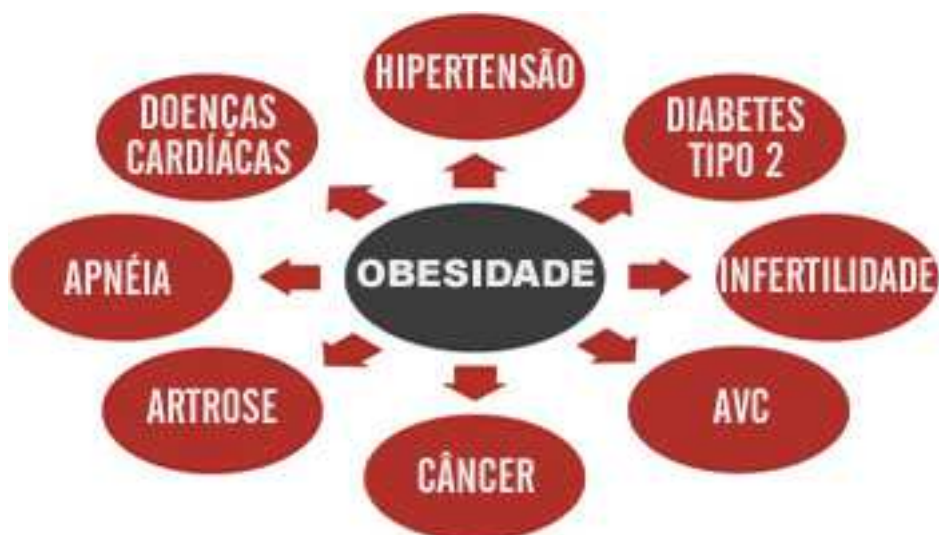 HIPERTENSÃO
DOENÇAS
CARDÍACAS
DIABETES
TIPO 2
APNÉIA
OBESIDADE
INFERTILIDADE
ARTROSE
AVC
CÂNCER